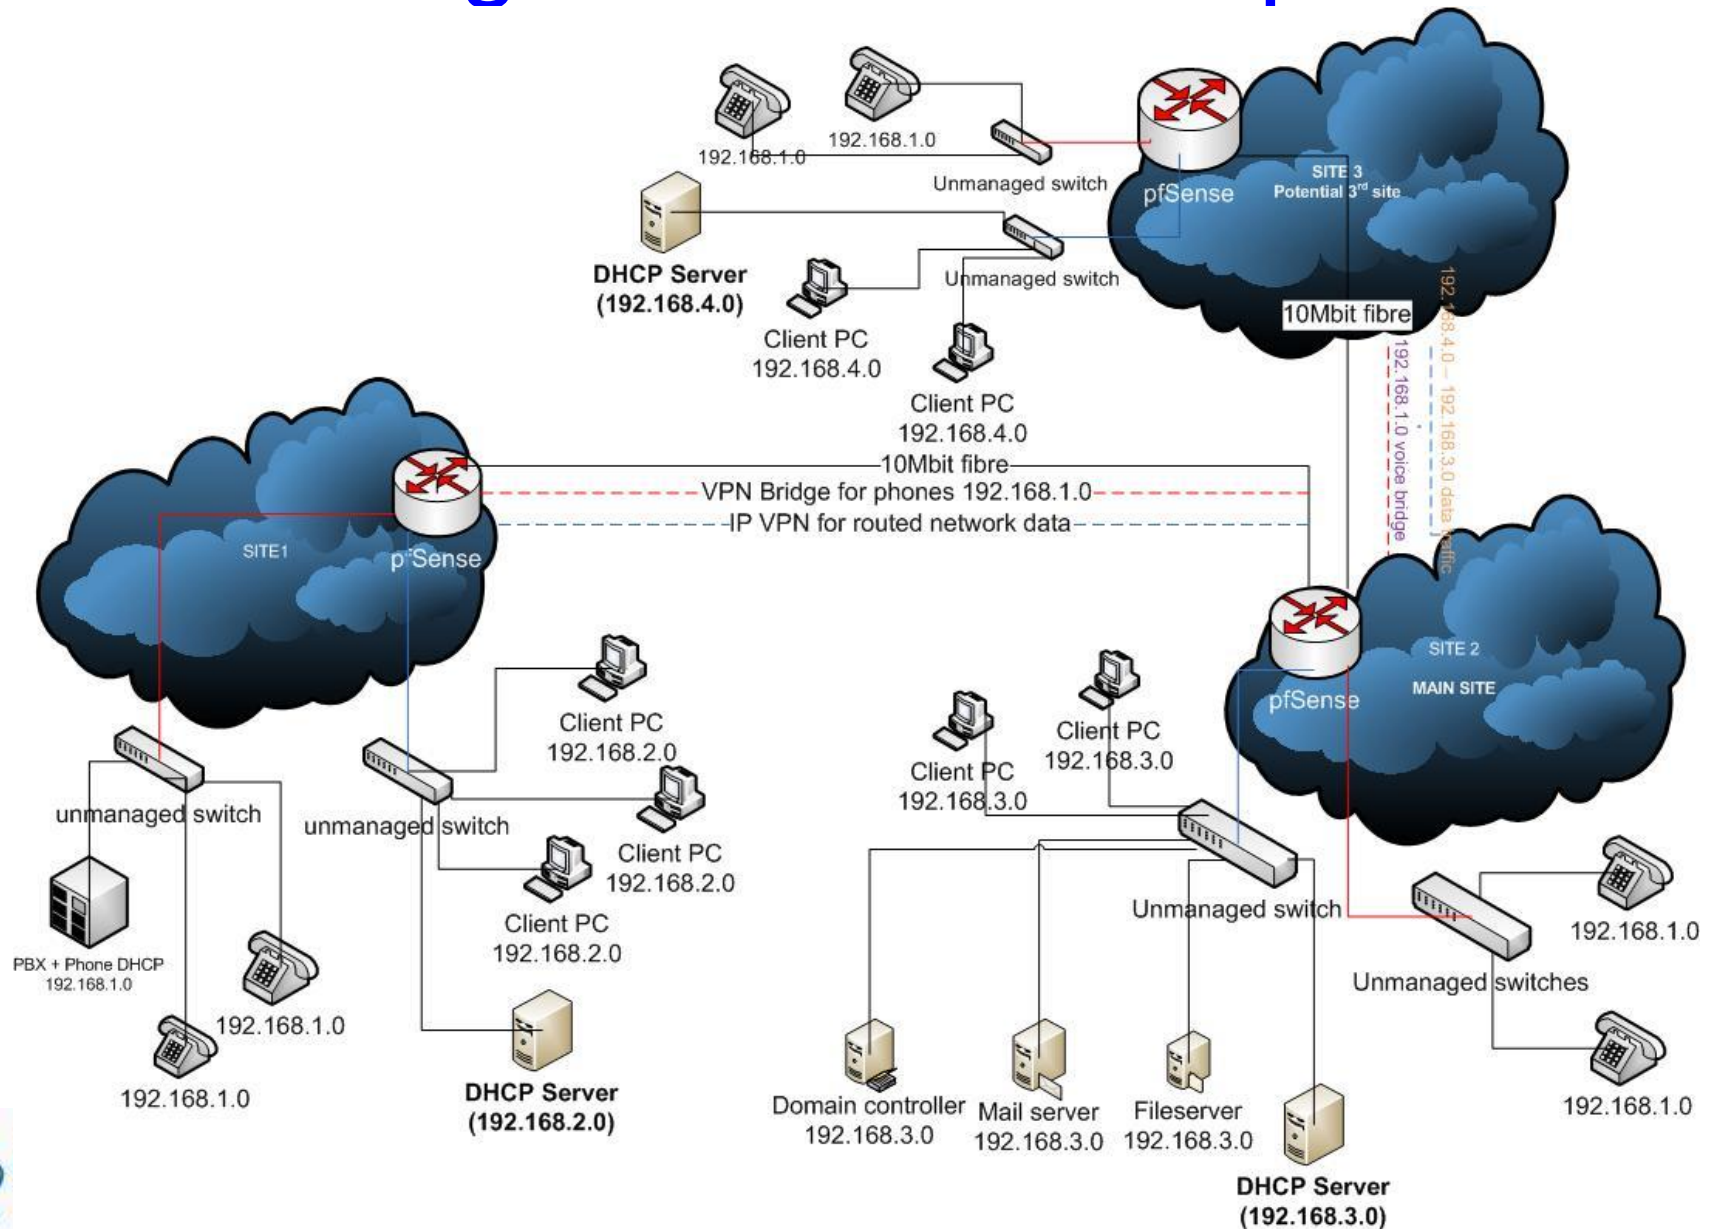 192.168.1.0
192.168.1.0
Unmanaged switch
pfSense
SITE 3
Potential 3rd site
DHCP Server
(192.168.4.0)
Unmanaged switch
Client PC
192.168.4.0
Client PC
192.168.4.0
10Mbit fibre
192.168.1.0 voice bridge
192.168.4.0 – 192.168.3.0 data traffic
10Mbit fibre
VPN Bridge for phones 192.168.1.0
IP VPN for routed network data
SITE1
pfSense
SITE 2
MAIN SITE
pfSense
Client PC
192.168.2.0
Client PC
192.168.2.0
Client PC
192.168.2.0
unmanaged switch
unmanaged switch
PBX + Phone DHCP
192.168.1.0
192.168.1.0
192.168.1.0
DHCP Server
(192.168.2.0)
Client PC
192.168.3.0
Client PC
192.168.3.0
Unmanaged switch
Unmanaged switches
192.168.1.0
192.168.1.0
Domain controller
192.168.3.0
Mail server
192.168.3.0
Fileserver
192.168.3.0
DHCP Server
(192.168.3.0)